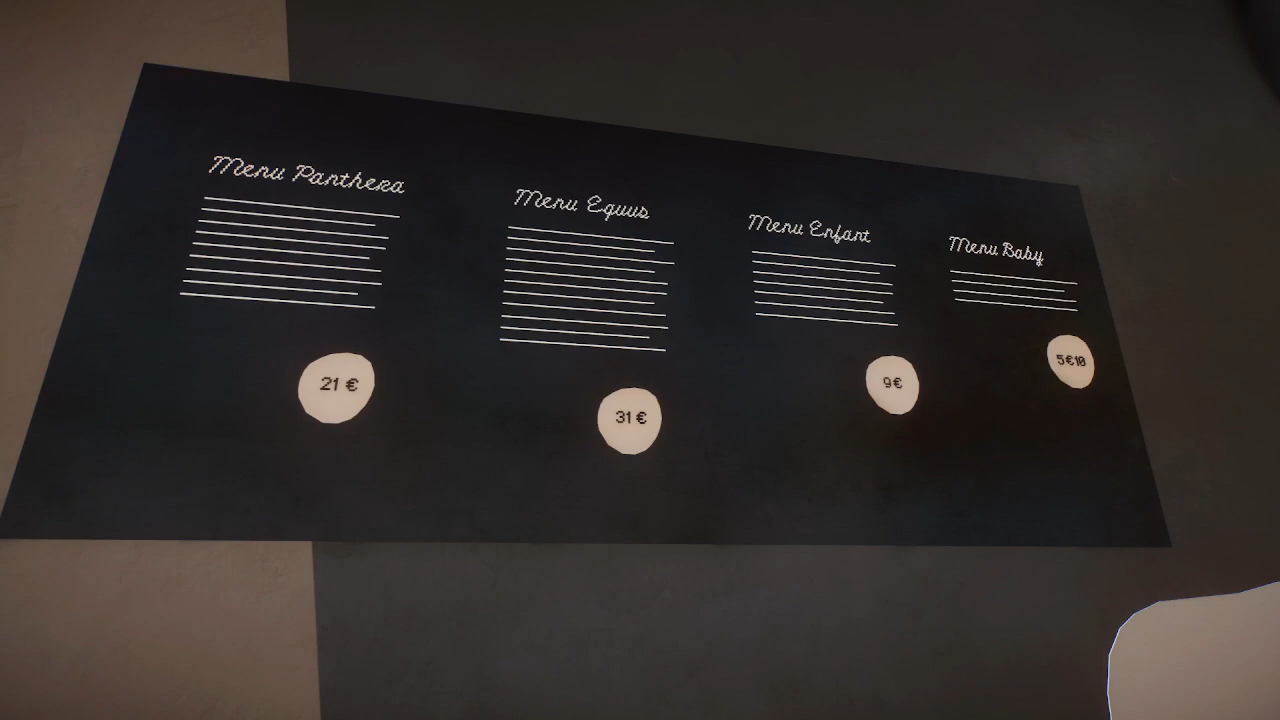 Menu Panthera
21 €
Menu Equus
31 €
Menu Enfant
9€
Menu Baby
5€10